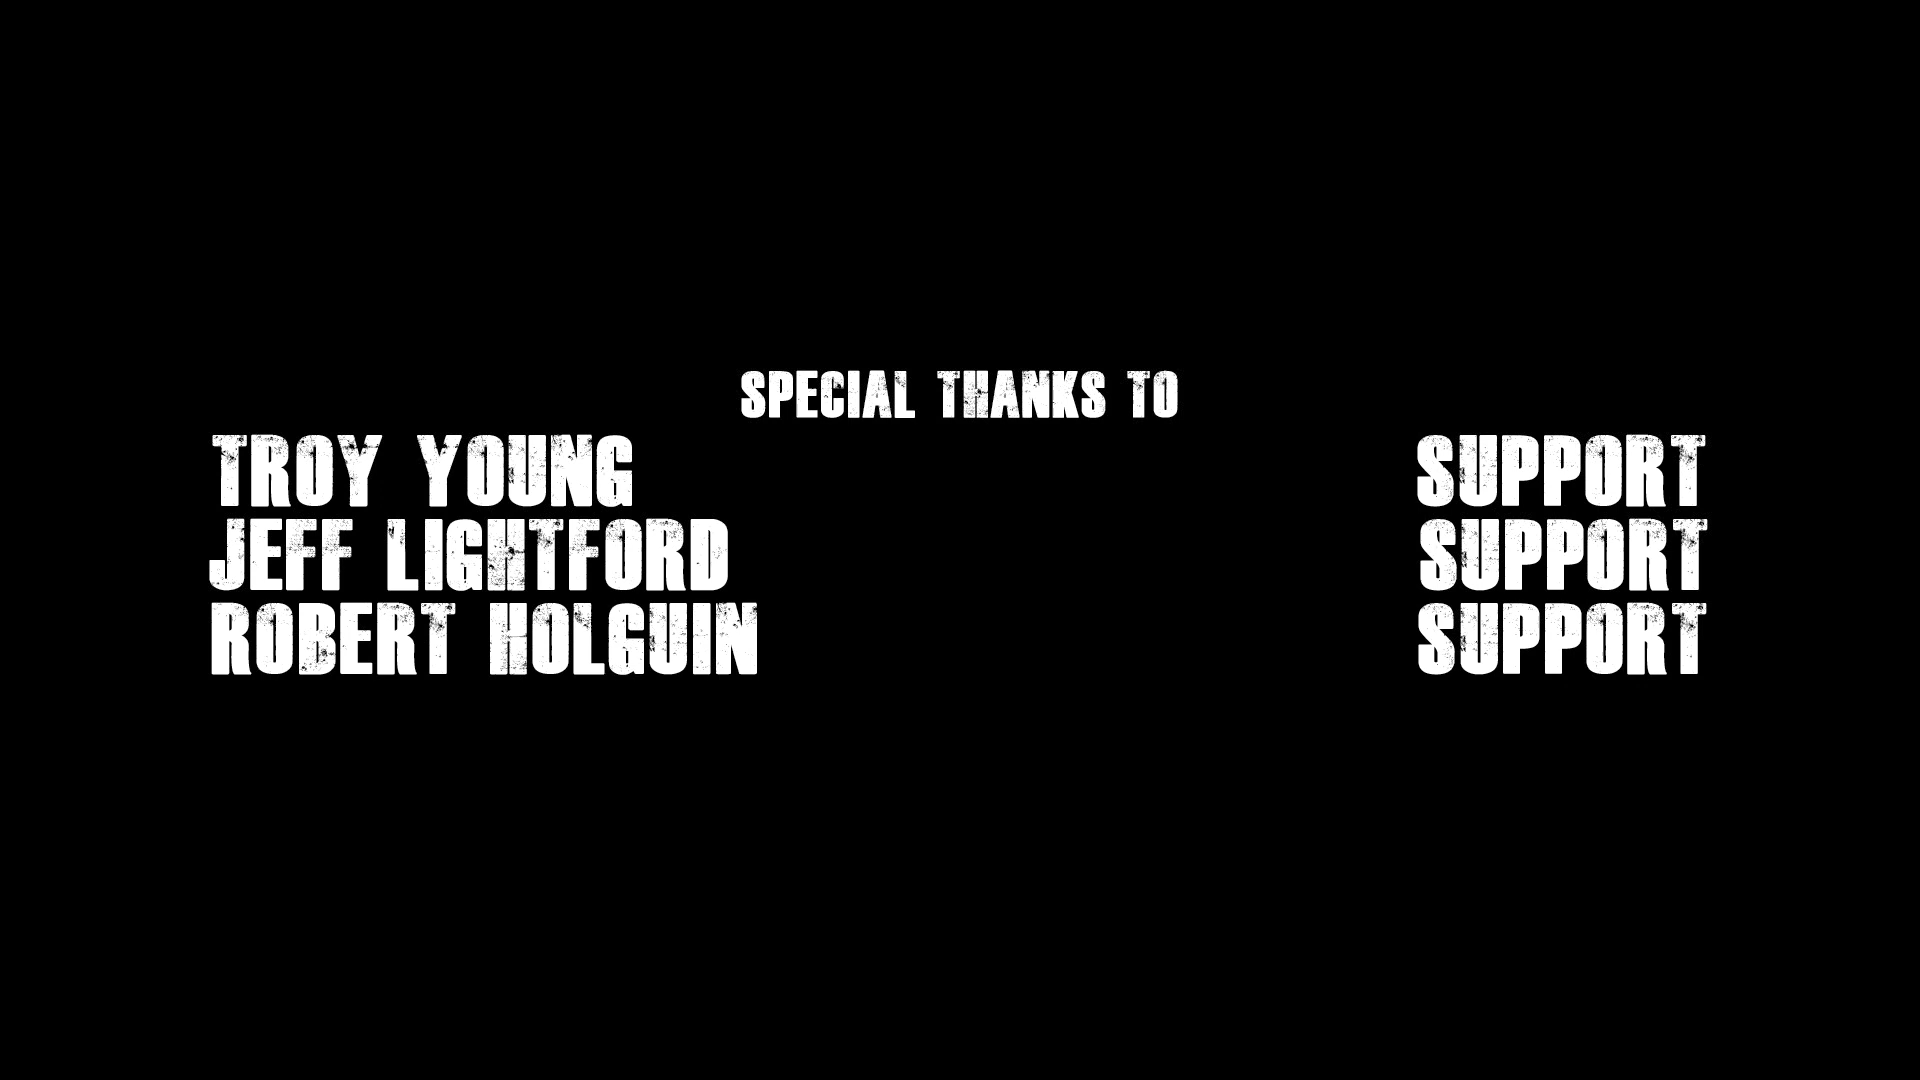 SPECIAL THANKS TO
TROY YOUNG SUPPORT
JEFF LIGHTFORD SUPPORT
ROBERT HOLGUIN SUPPORT